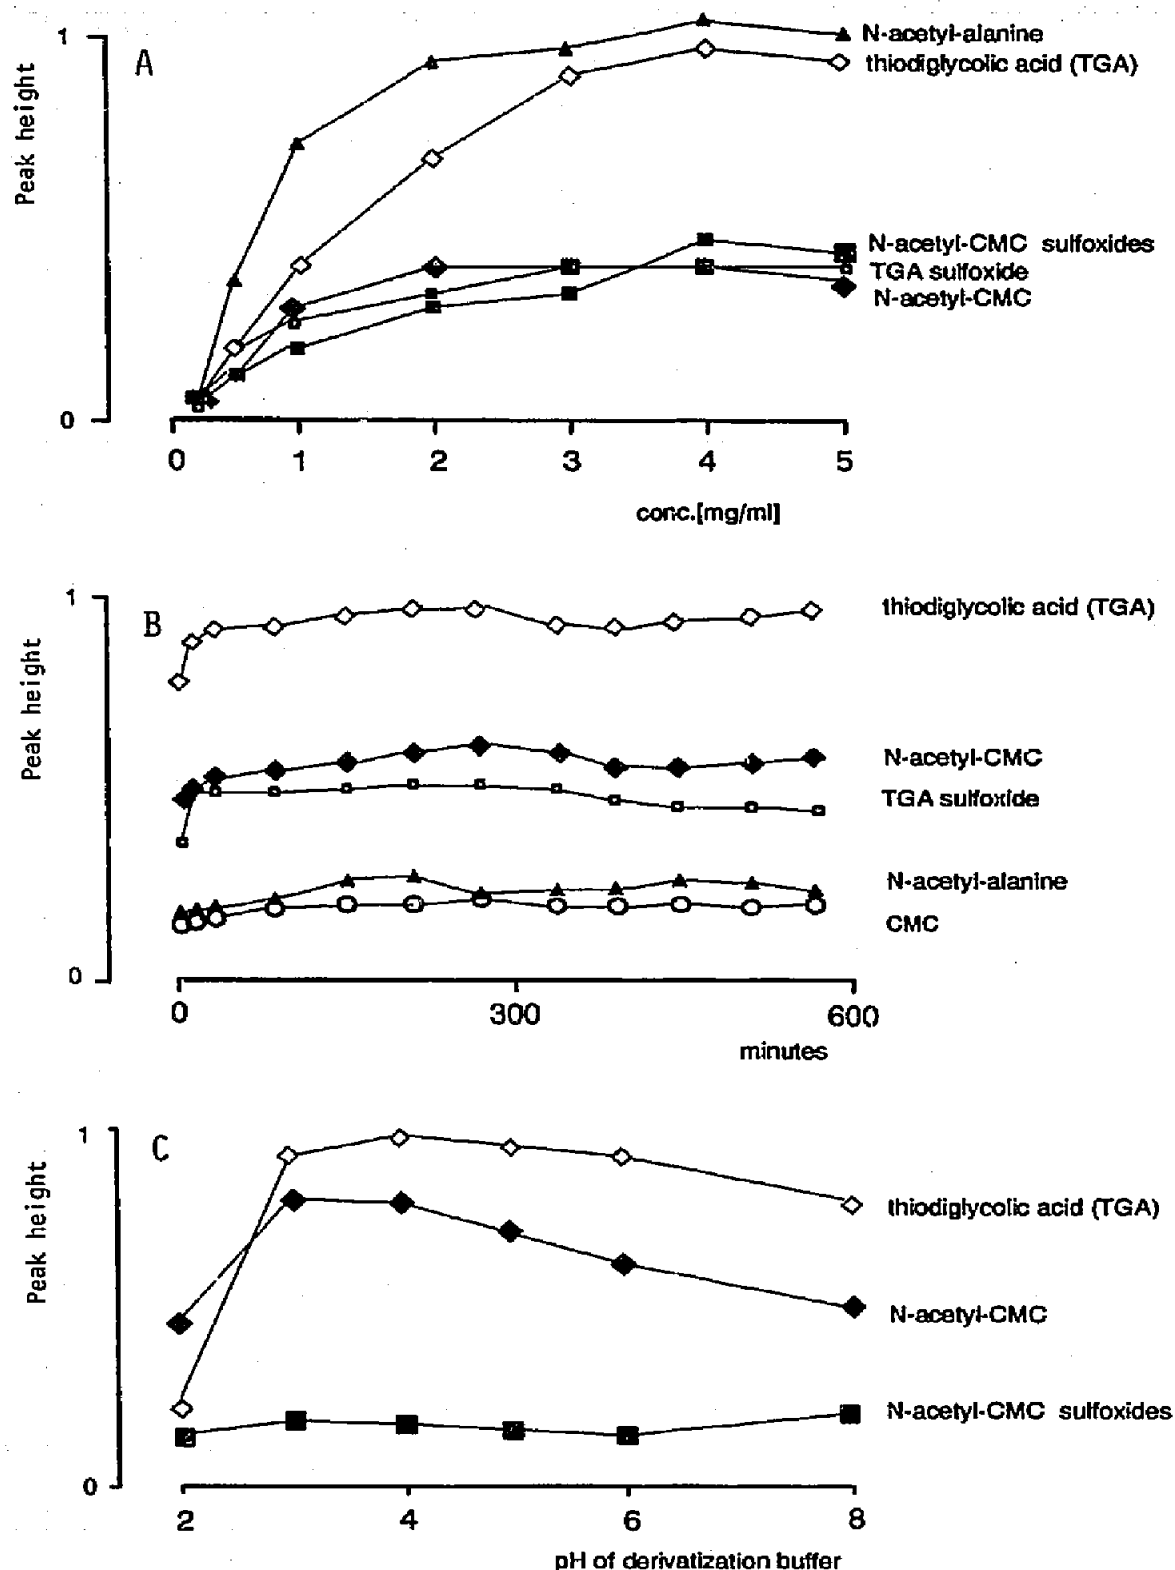 1
A
N-acetyl-alanine
thiodiglycolic acid (TGA)
Peak height
N-acetyl-CMC sulfoxides
TGA sulfoxide
N-acetyl-CMC
0
0 1 2 3 4 5
conc.[mg/ml]
1
B
thiodiglycolic acid (TGA)
Peak height
N-acetyl-CMC
TGA sulfoxide
N-acetyl-alanine
CMC
0
0 300 600
minutes
1
C
Peak height
thiodiglycolic acid (TGA)
N-acetyl-CMC
N-acetyl-CMC sulfoxides
0
2 4 6 8
pH of derivatization buffer